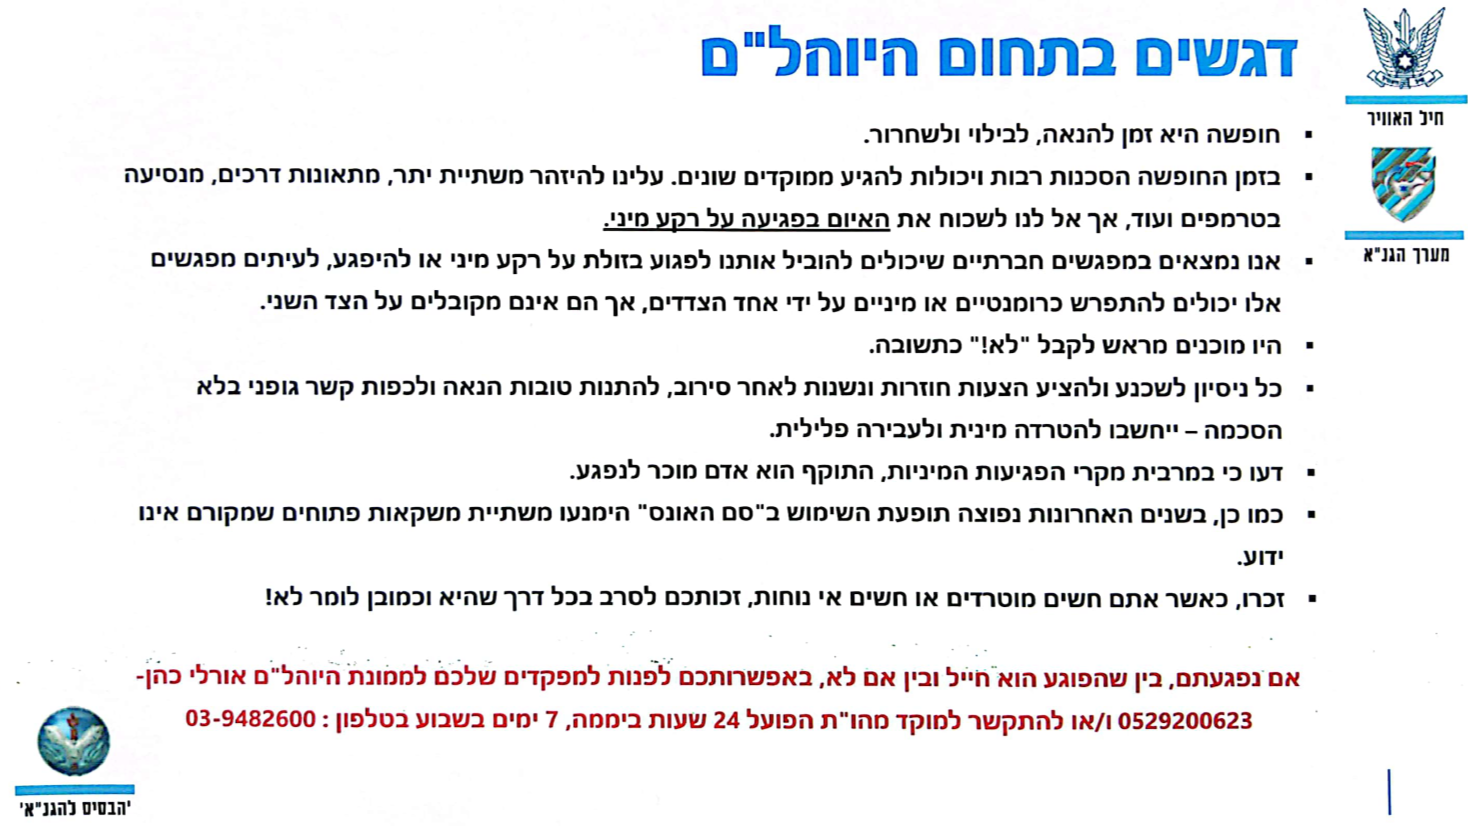 דגשים בתחום היוהל"ם
חיל האוויר
מערך הגנ"א
▪ חופשה היא זמן להנאה, לבילוי ולשחרור.
▪ בזמן החופשה הסכנות רבות ויכולות להגיע ממוקדים שונים. עלינו להיזהר משתיית יתר, מתאונות דרכים, מנסיעה
בטרמפים ועוד, אך אל לנו לשכוח את האיום בפגיעה על רקע מיני.
▪ אנו נמצאים במפגשים חברתיים שיכולים להוביל אותנו לפגוע בזולת על רקע מיני או להיפגע, לעיתים מפגשים
אלו יכולים להתפרש כרומנטיים או מיניים על ידי אחד הצדדים, אך הם אינם מקובלים על הצד השני.
▪ היו מוכנים מראש לקבל "לא!" כתשובה.
▪ כל ניסיון לשכנע ולהציע הצעות חוזרות ונשנות לאחר סירוב, להתנות טובות הנאה ולכפות קשר גופני בלא
הסכמה – ייחשבו להטרדה מינית ולעבירה פלילית.
▪ דעו כי במרבית מקרי הפגיעות המיניות, התוקף הוא אדם מוכר לנפגע.
▪ כמו כן, בשנים האחרונות נפוצה תופעת השימוש ב"סם האונס" הימנעו משתיית משקאות פתוחים שמקורם אינו
ידוע.
▪ זכרו, כאשר אתם חשים מוטרדים או חשים אי נוחות, זכותכם לסרב בכל דרך שהיא וכמובן לומר לא!
אם נפגעתם, בין שהפוגע הוא חייל ובין אם לא, באפשרותכם לפנות למפקדים שלכם לממונת היוהל"ם אורלי כהן-
0529200623 ו/או להתקשר למוקד מהו"ת הפועל 24 שעות ביממה, 7 ימים בשבוע בטלפון : 03-9482600
'הבסיס להגנ"א'